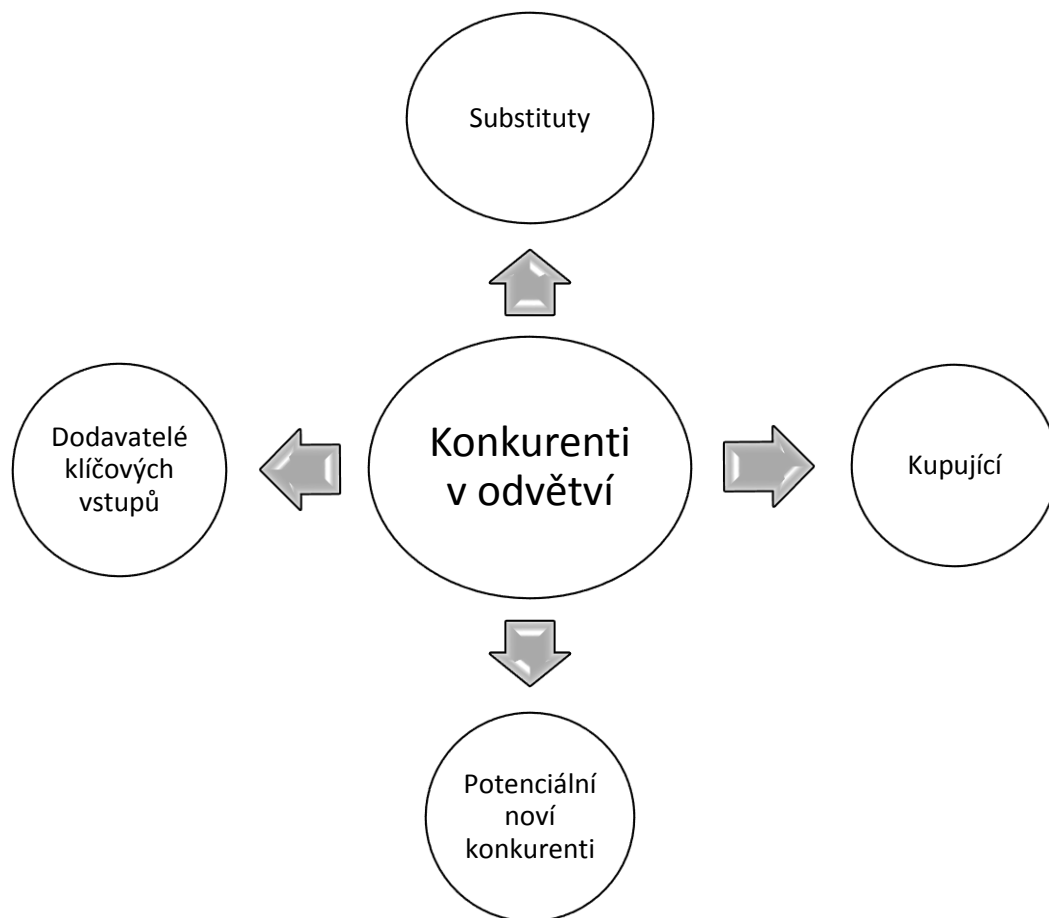 Substituty
Dodavatelé
klíčových
vstupů
Konkurenti
v odvětví
Kupující
Potenciální
noví
konkurenti